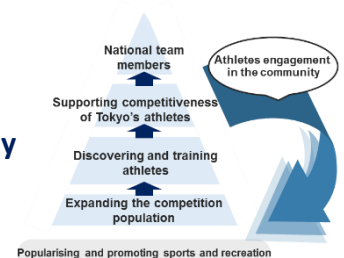 National team
members
Athletes engagement
in the community
Supporting competitiveness
of Tokyo's athletes
y
Discovering and training
athletes
Expanding the competition
population
Popularising and promoting sports and recreation